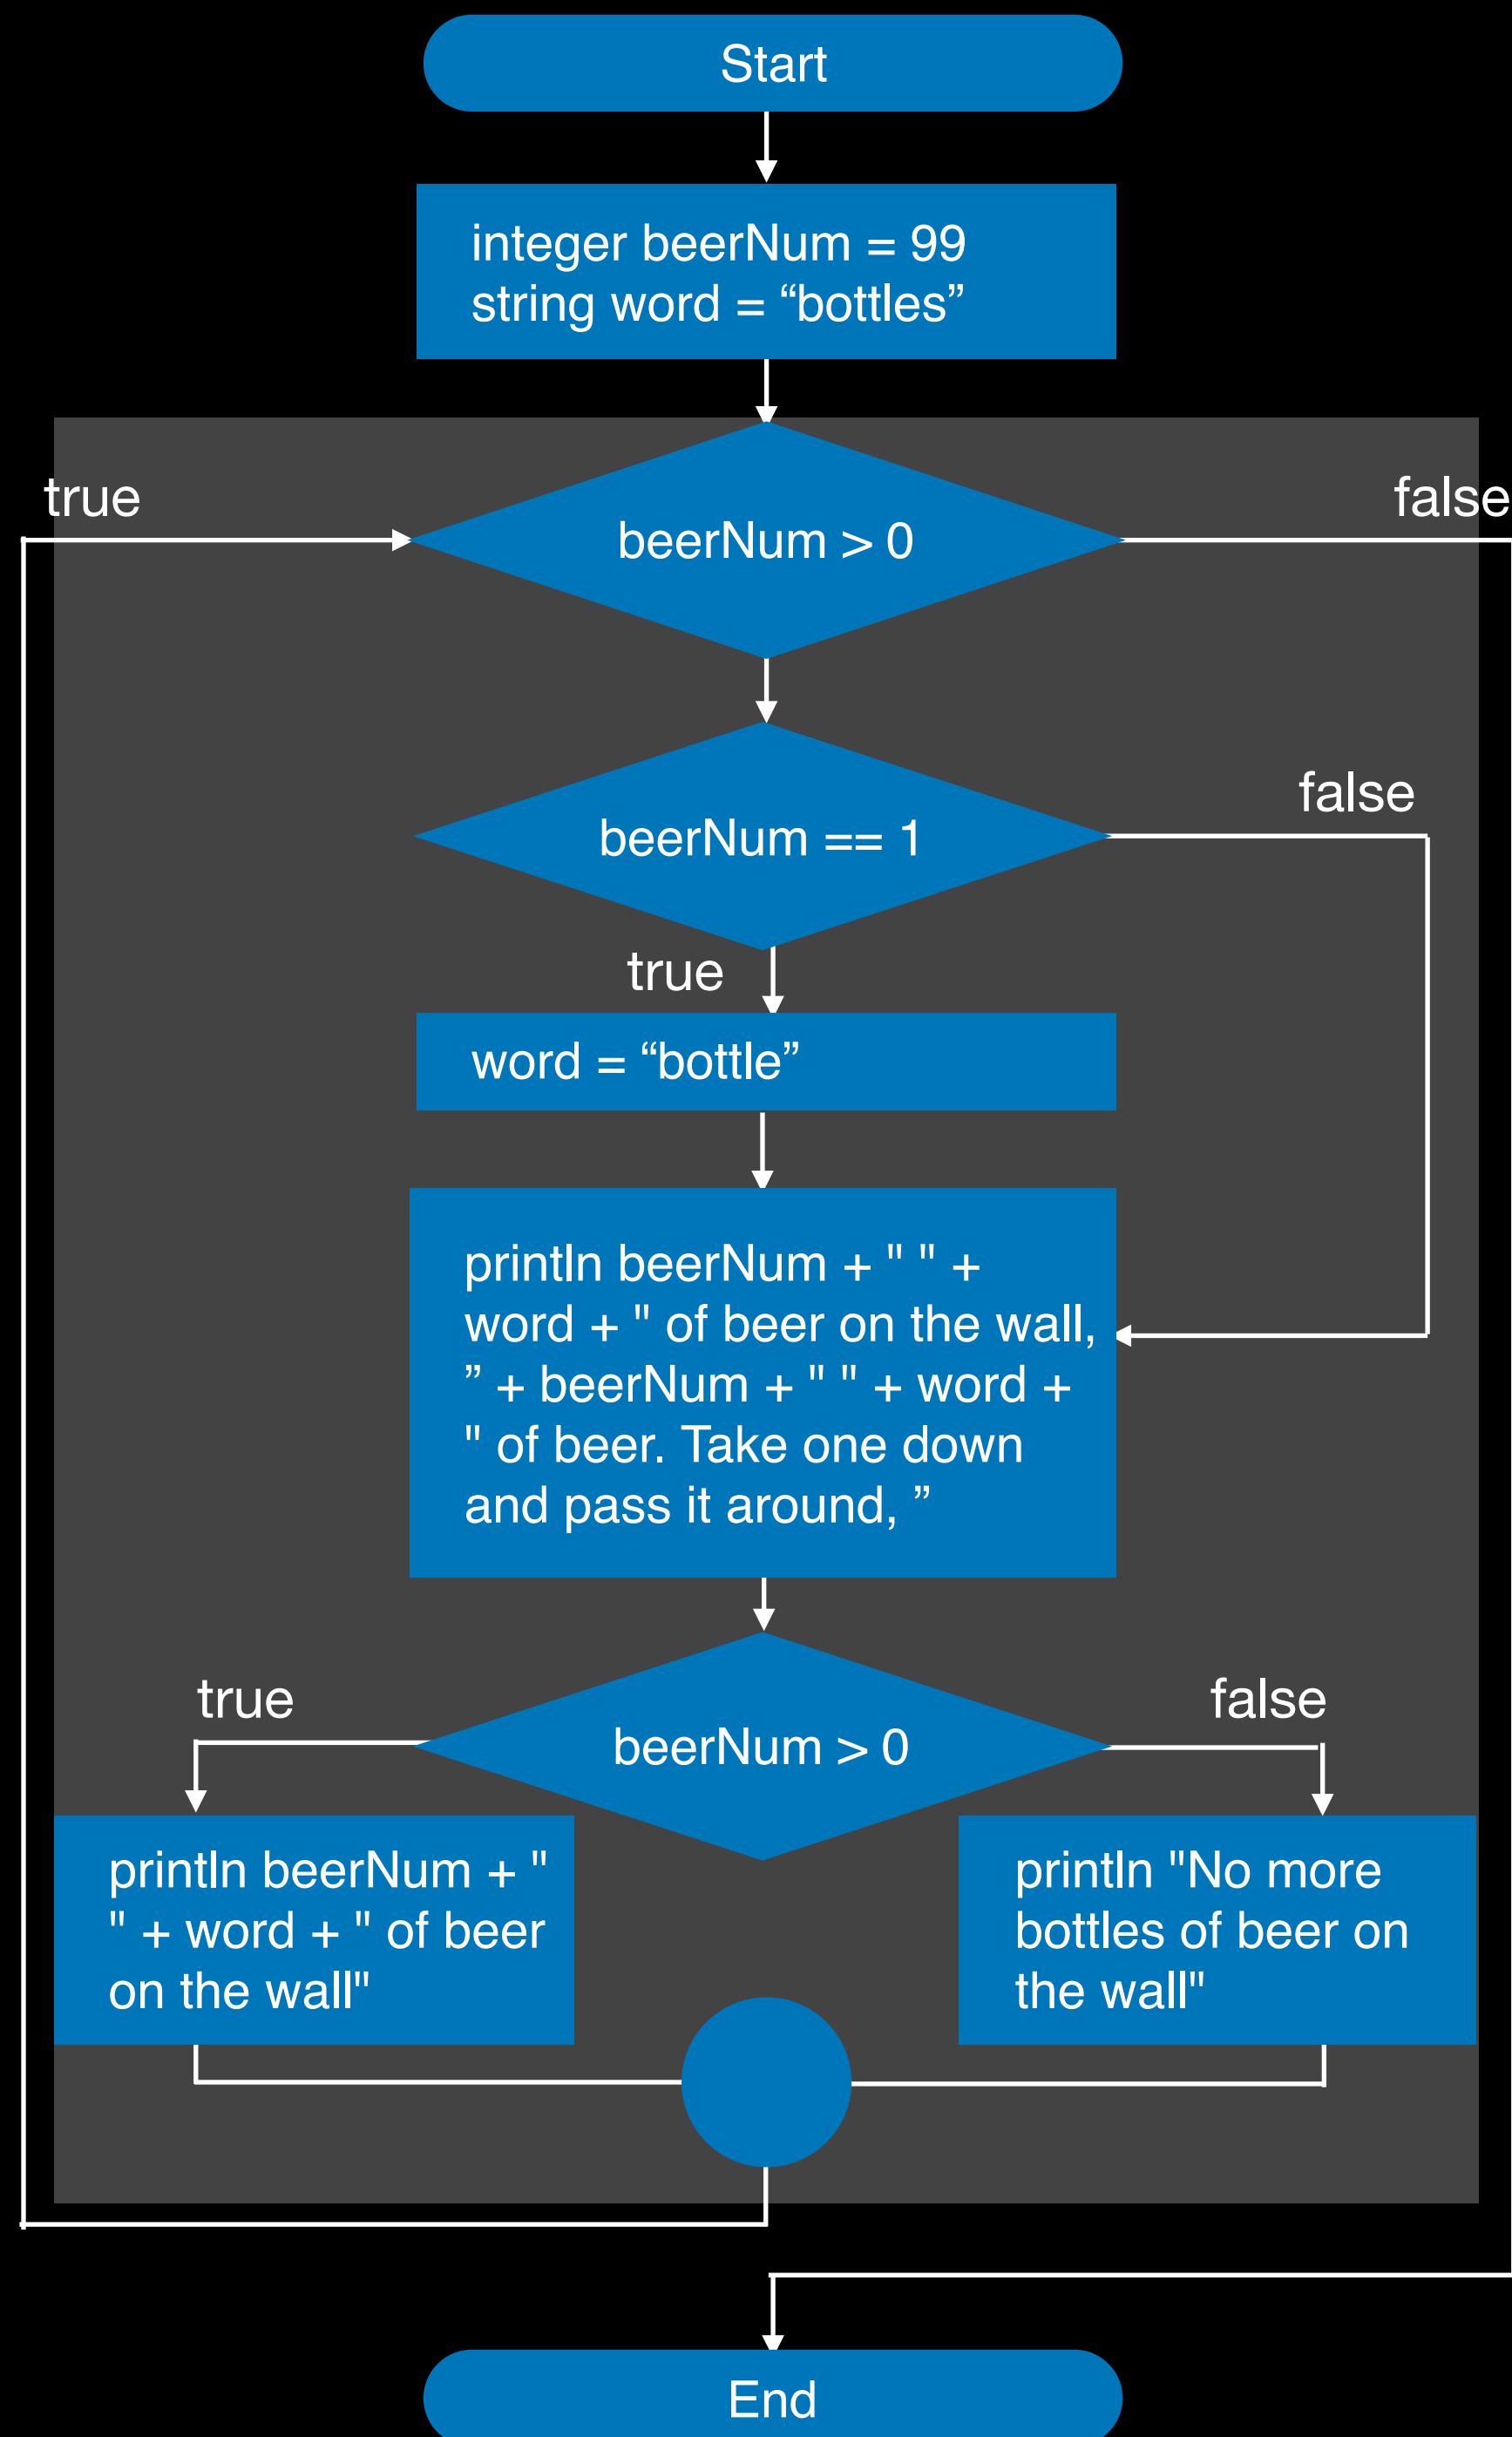 Start
integer beerNum = 99
string word = “bottles”
true
false
beerNum > 0
false
beerNum == 1
true
word = “bottle”
println beerNum + " " +
word + " of beer on the wall,
” + beerNum + " " + word +
" of beer. Take one down
and pass it around, ”
true
false
beerNum > 0
println beerNum + "
" + word + " of beer
on the wall"
println "No more
bottles of beer on
the wall"
End